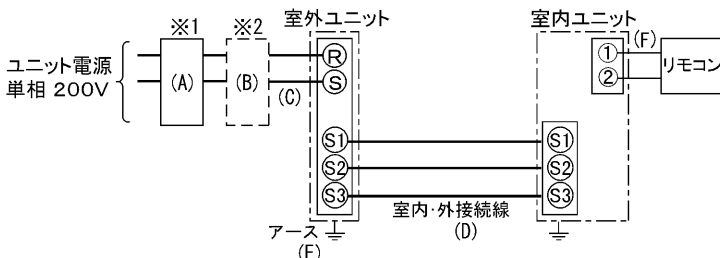 ※1
※2
室外ユニット
室内ユニット
ユニット電源
単相 200V
(A)
(B)
(C)
R
S
S1
S2
S3
アース
(E)
室内・外接続線
(D)
S1
S2
S3
1
2
(F)
リモコン